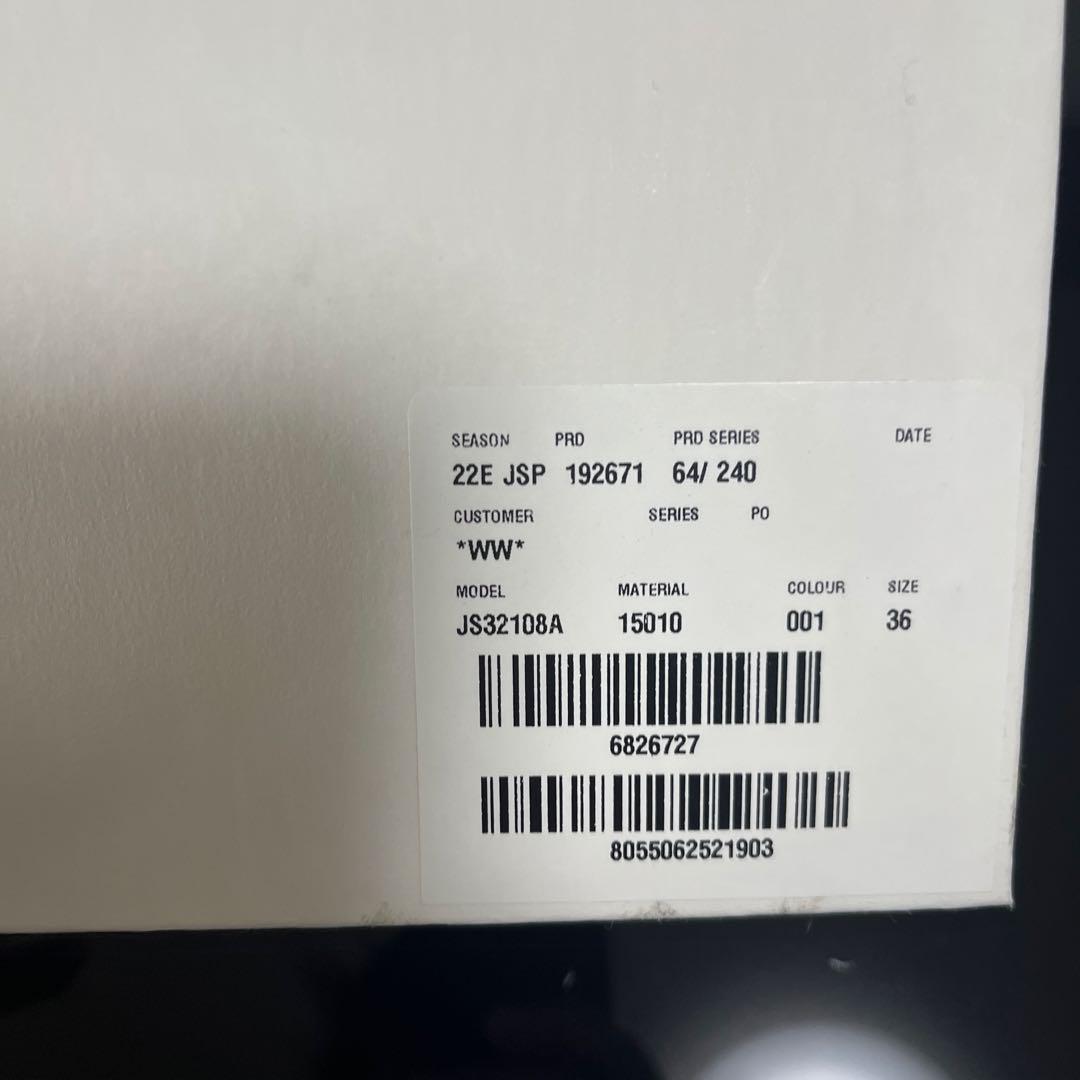 SEASON PRD PRD SERIES DATE
22E JSP 192671 64/ 240
CUSTOMER SERIES PO
*WW*
MODEL MATERIAL COLOUR SIZE
JS32108A 15010 001 36
6826727
8055062521903